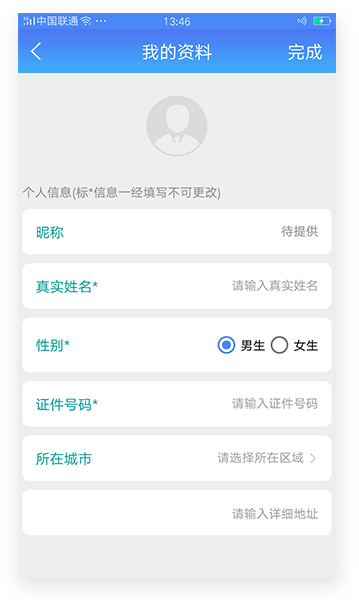 中国联通 ··· 13:46
我的资料 完成
个人信息(标*信息一经填写不可更改)
昵称 待提供
真实姓名* 请输入真实姓名
性别* 男生 女生
证件号码* 请输入证件号码
所在城市 请选择所在区域
请输入详细地址